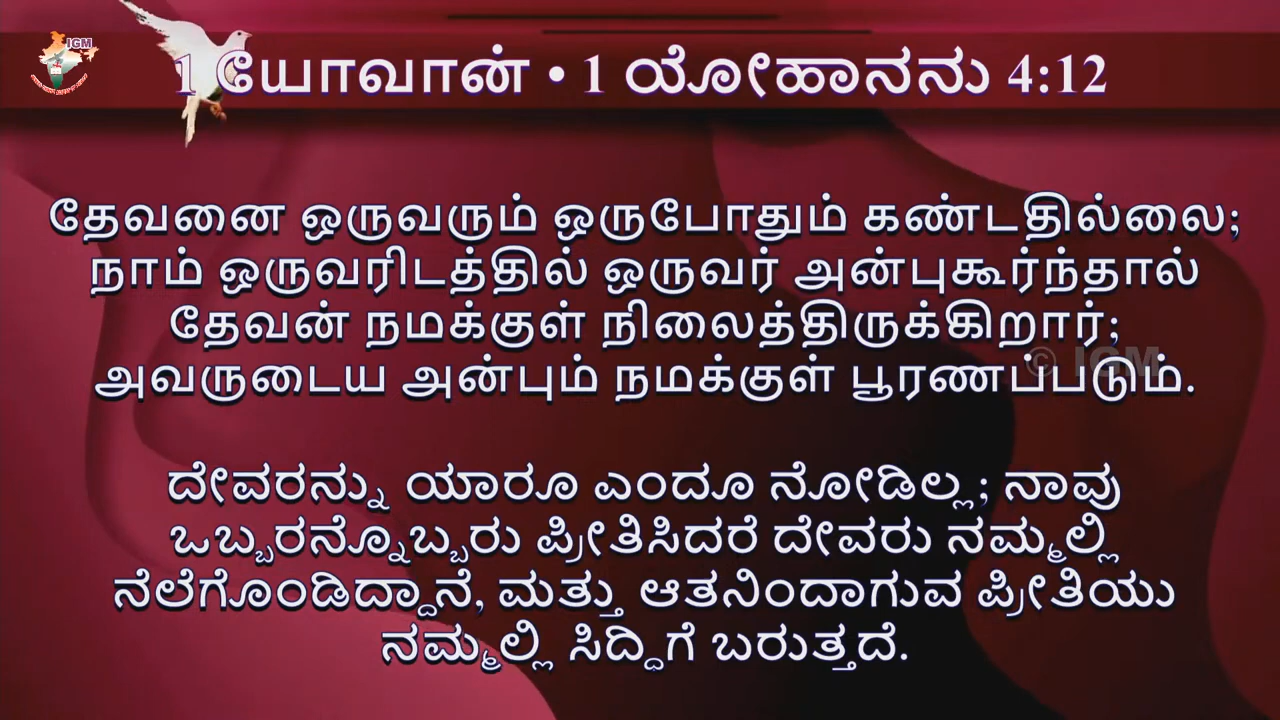 IGM
1 யோவான் • 1 ಯೋಹಾನನು 4:12
தேவனை ஒருவரும் ஒருபோதும் கண்டதில்லை;
நாம் ஒருவரிடத்தில் ஒருவர் அன்புகூர்ந்தால்
தேவன் நமக்குள் நிலைத்திருக்கிறார்;
© IGM
அவருடைய அன்பும் நமக்குள் பூரணப்படும்.
ದೇವರನ್ನು ಯಾರೂ ಎಂದೂ ನೋಡಿಲ್ಲ; ನಾವು
ಒಬ್ಬರನ್ನೊಬ್ಬರು ಪ್ರೀತಿಸಿದರೆ ದೇವರು ನಮ್ಮಲ್ಲಿ
ನೆಲೆಗೊಂಡಿದ್ದಾನೆ, ಮತ್ತು ಆತನಿಂದಾಗುವ ಪ್ರೀತಿಯು
ನಮ್ಮಲ್ಲಿ ಸಿದ್ದಿಗೆ ಬರುತ್ತದೆ.